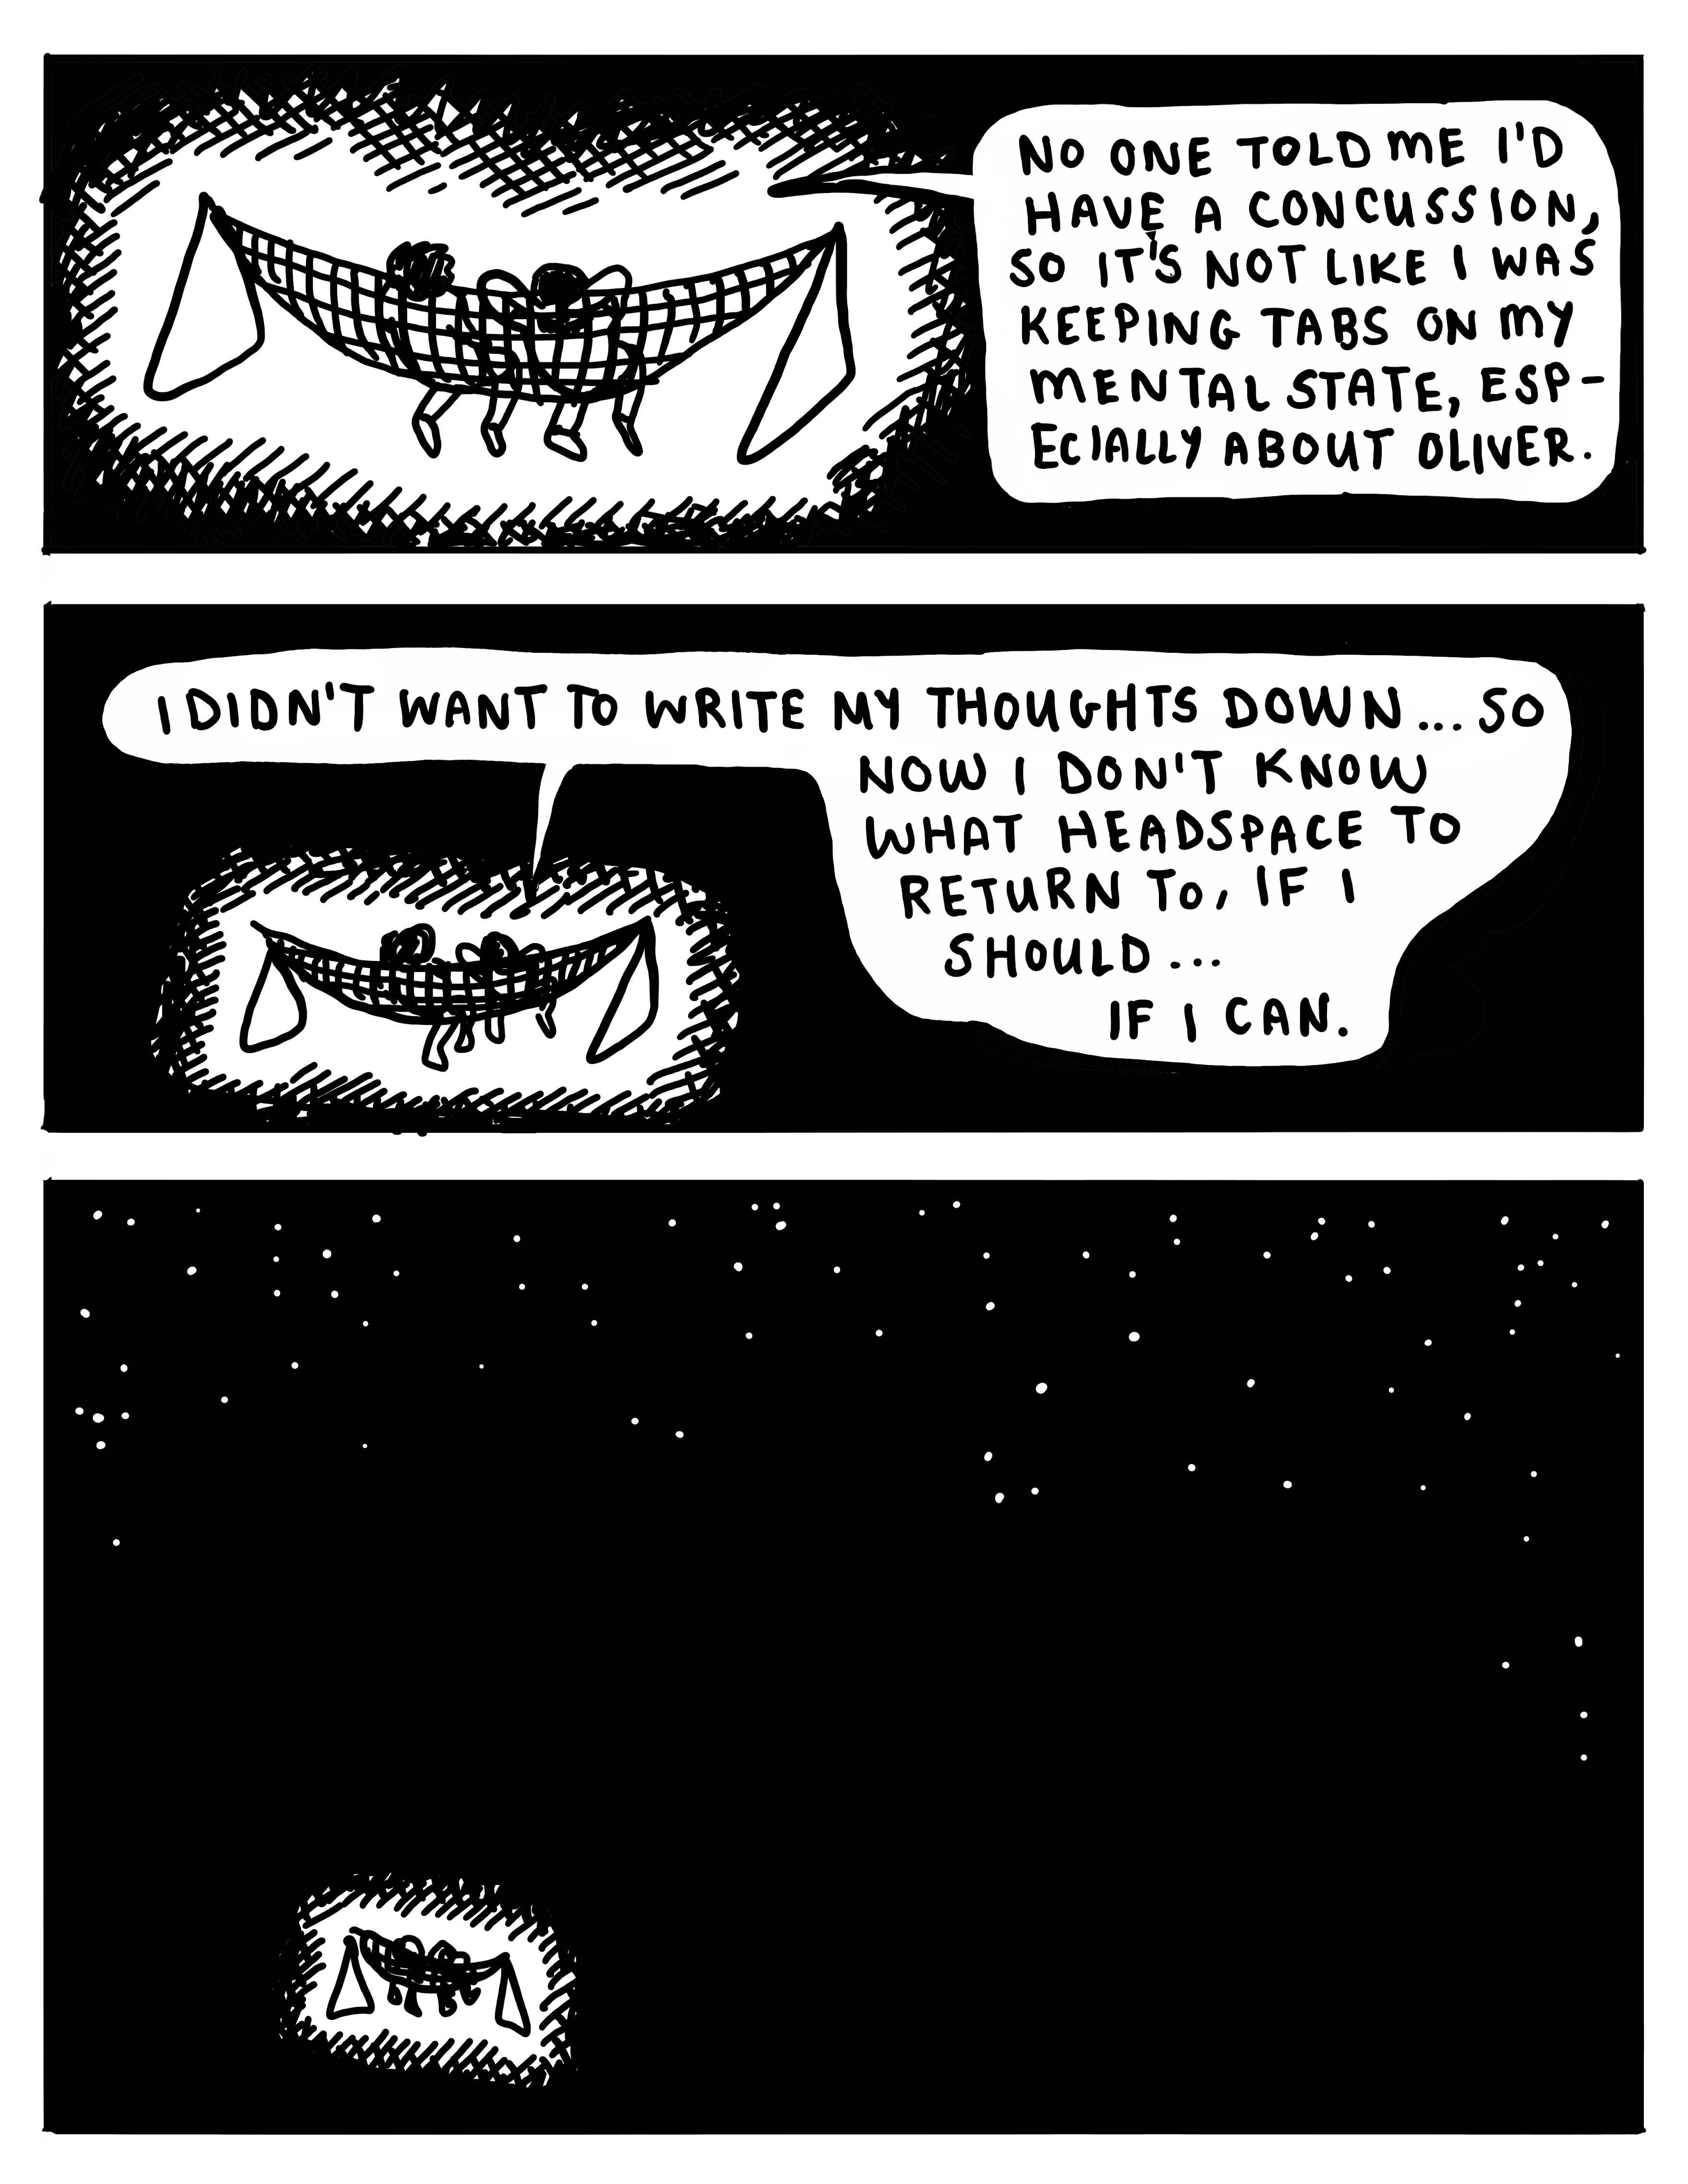 NO ONE TOLD ME I'D
HAVE A CONCUSSION,
SO IT'S NOT LIKE I WAS
KEEPING TABS ON MY
MENTAL STATE, ESP-
ECIALLY ABOUT OLIVER.
I DIDN'T WANT TO WRITE MY THOUGHTS DOWN... SO
NOW I DON'T KNOW
WHAT HEADSPACE TO
RETURN TO, IF I
SHOULD...
IF I CAN.